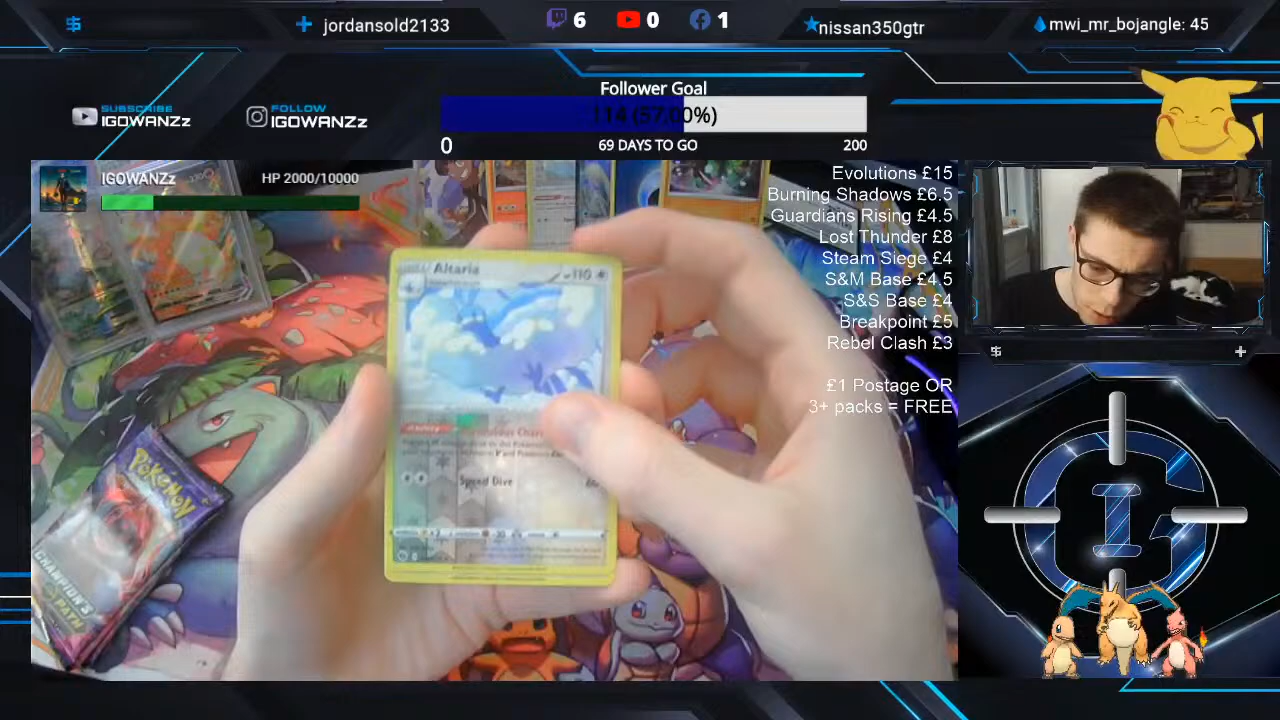 jordansold2133
6
0
1
nissan350gtr
mwi_mr_bojangle: 45
SUBSCRIBE
IGOWANZz
FOLLOW
IGOWANZz
Follower Goal
114 (57.00%)
0
69 DAYS TO GO
200
IGOWANZz
HP 2000/10000
Evolutions £15
Burning Shadows £6.5
Guardians Rising £4.5
Lost Thunder £8
Steam Siege £4
S&M Base £4.5
S&S Base £4
Breakpoint £5
Rebel Clash £3
£1 Postage OR
3+ packs = FREE
Altaria
110
Speed Dive
POKÉMON
CHAMPION'S
PATH